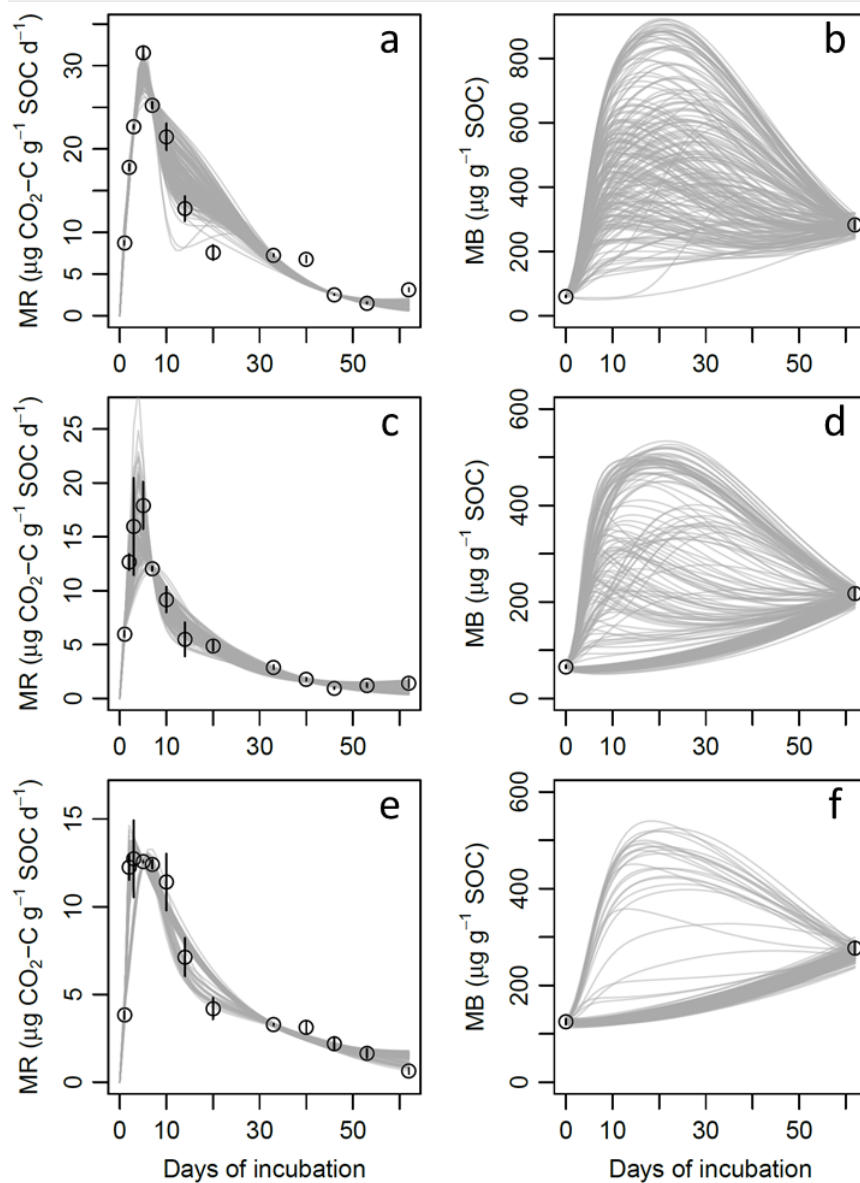 a
MR (µg CO₂−C g⁻¹ SOC d⁻¹)
0 5 10 20 30
0 10 30 50
b
MB (µg g⁻¹ SOC)
0 200 400 600 800
0 10 30 50
c
MR (µg CO₂−C g⁻¹ SOC d⁻¹)
0 5 10 15 20 25
0 10 30 50
d
MB (µg g⁻¹ SOC)
0 200 400 600
0 10 30 50
e
MR (µg CO₂−C g⁻¹ SOC d⁻¹)
0 5 10 15
0 10 30 50
Days of incubation
f
MB (µg g⁻¹ SOC)
0 200 400 600
0 10 30 50
Days of incubation